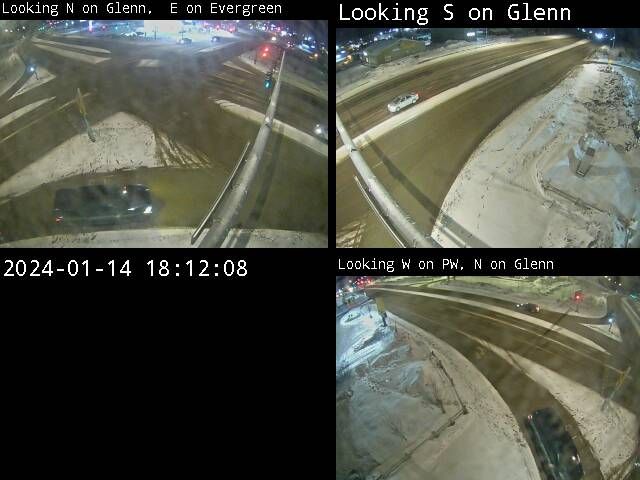 Looking N on Glenn, E on Evergreen
Looking S on Glenn
2024-01-14 18:12:08
Looking W on PW, N on Glenn